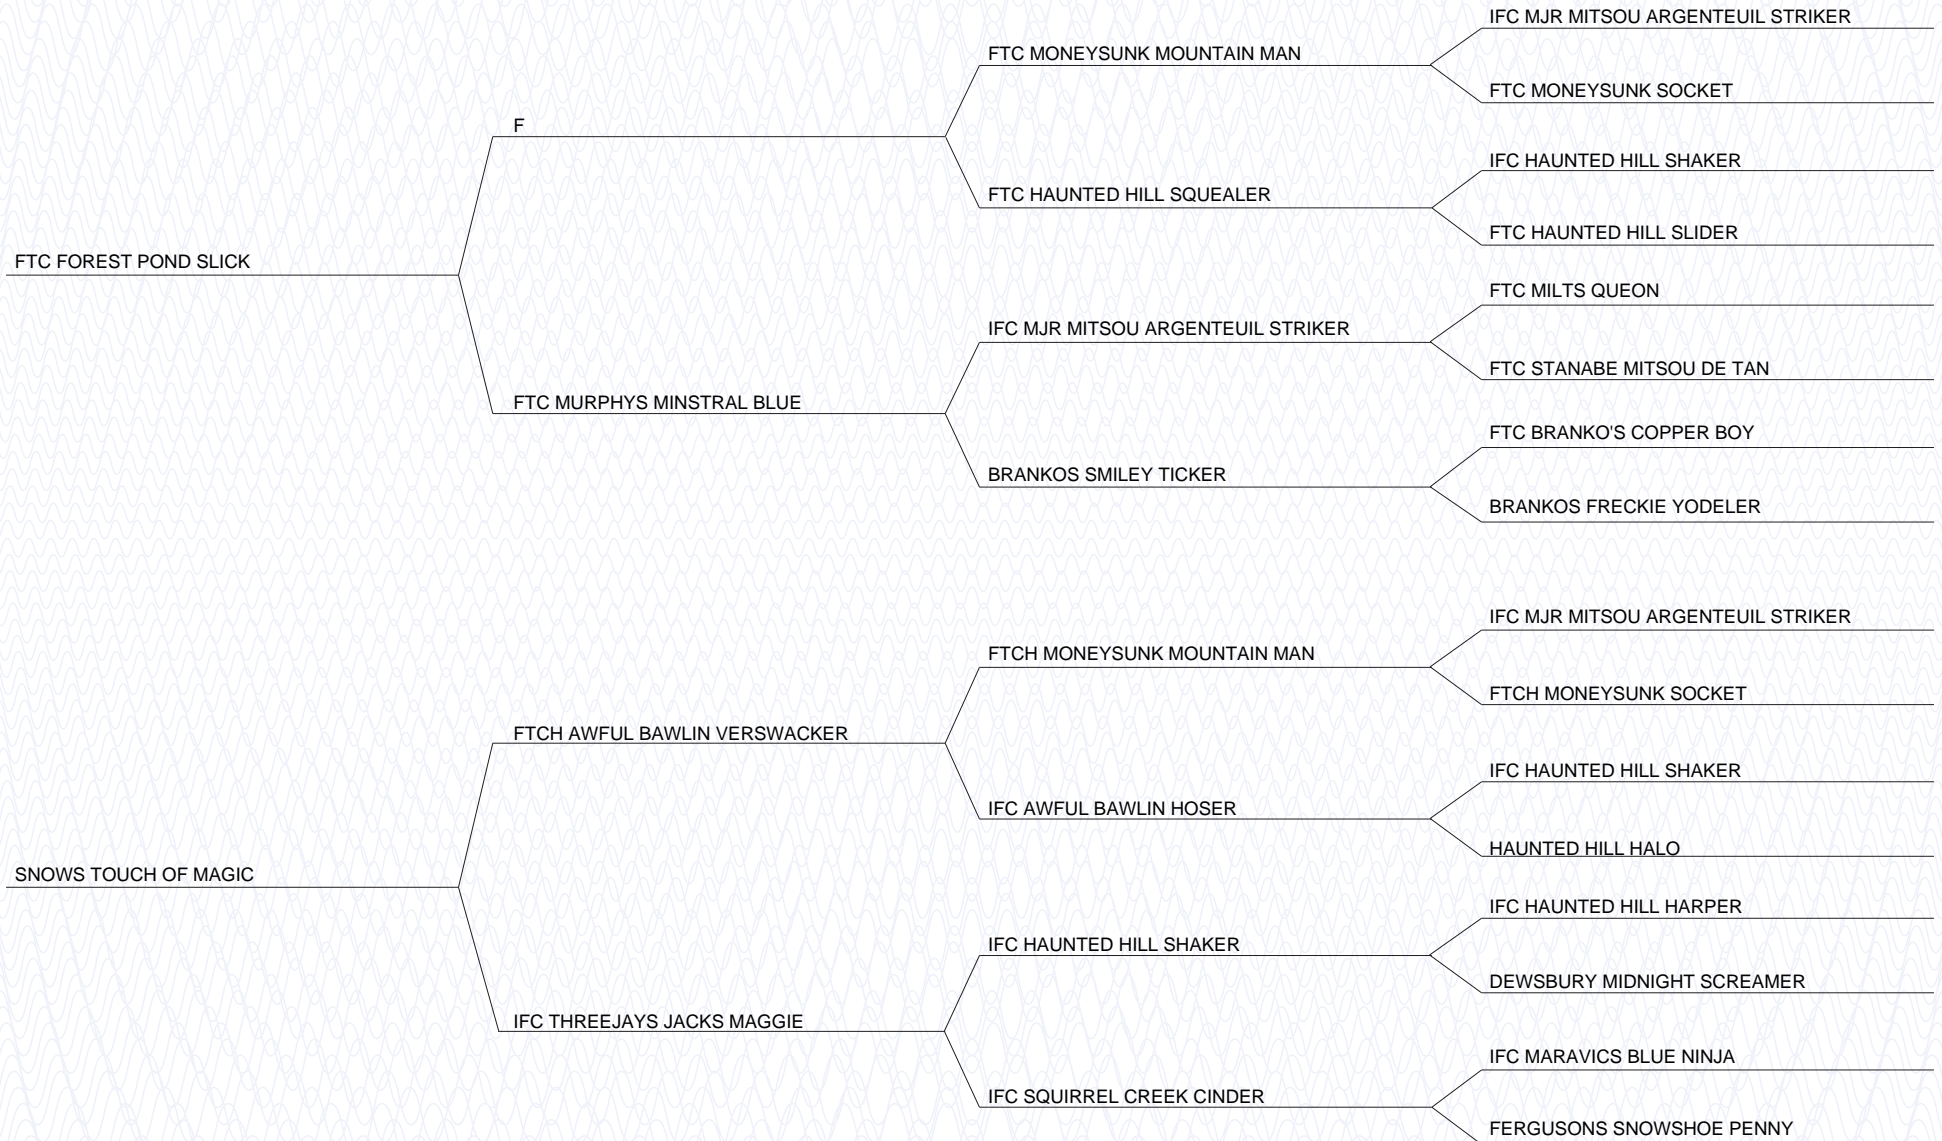 IFC MJR MITSOU ARGENTEUIL STRIKER
FTC MONEYSUNK MOUNTAIN MAN
FTC MONEYSUNK SOCKET
F
IFC HAUNTED HILL SHAKER
FTC HAUNTED HILL SQUEALER
FTC HAUNTED HILL SLIDER
FTC FOREST POND SLICK
FTC MILTS QUEON
IFC MJR MITSOU ARGENTEUIL STRIKER
FTC STANABE MITSOU DE TAN
FTC MURPHYS MINSTRAL BLUE
FTC BRANKO'S COPPER BOY
BRANKOS SMILEY TICKER
BRANKOS FRECKIE YODELER
IFC MJR MITSOU ARGENTEUIL STRIKER
FTCH MONEYSUNK MOUNTAIN MAN
FTCH MONEYSUNK SOCKET
FTCH AWFUL BAWLIN VERSWACKER
IFC HAUNTED HILL SHAKER
IFC AWFUL BAWLIN HOSER
HAUNTED HILL HALO
SNOWS TOUCH OF MAGIC
IFC HAUNTED HILL HARPER
IFC HAUNTED HILL SHAKER
DEWSBURY MIDNIGHT SCREAMER
IFC THREEJAYS JACKS MAGGIE
IFC MARAVICS BLUE NINJA
IFC SQUIRREL CREEK CINDER
FERGUSONS SNOWSHOE PENNY